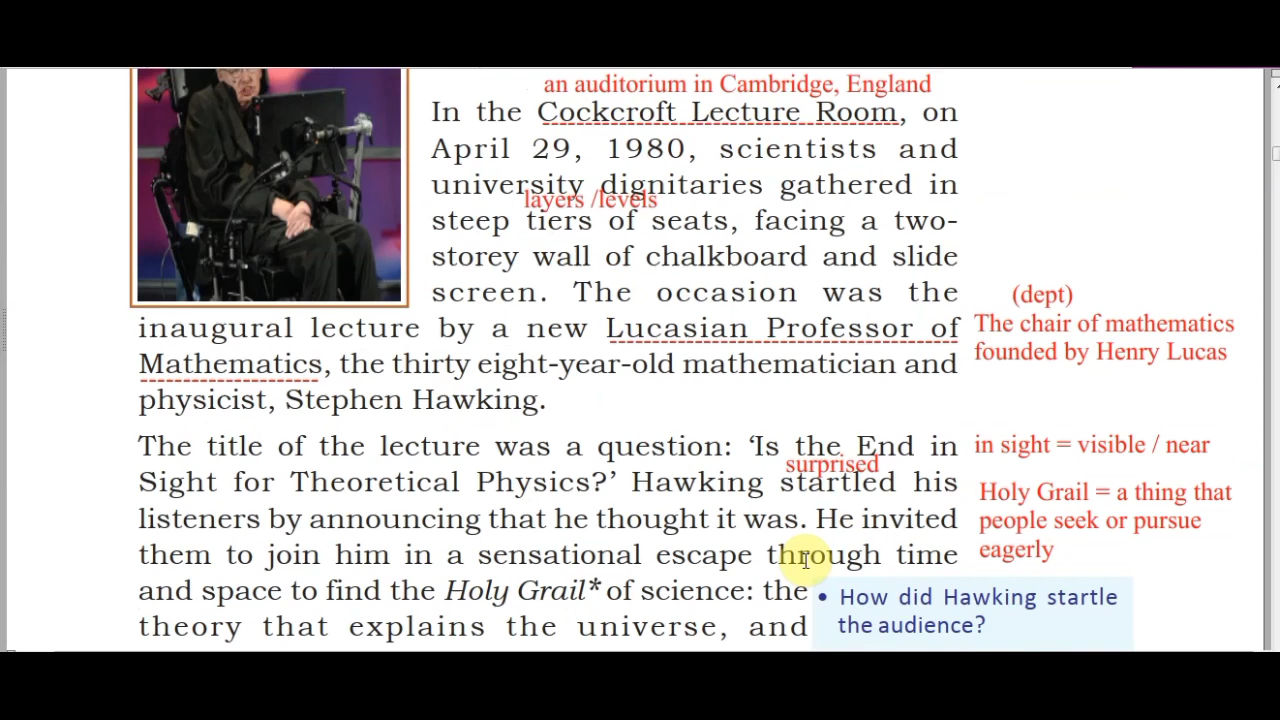 an auditorium in Cambridge, England
In the Cockcroft Lecture Room, on
April 29, 1980, scientists and
university dignitaries gathered in
layers /levels
steep tiers of seats, facing a two-
storey wall of chalkboard and slide
screen. The occasion was the
(dept)
inaugural lecture by a new Lucasian Professor of
The chair of mathematics
founded by Henry Lucas
Mathematics, the thirty eight-year-old mathematician and
physicist, Stephen Hawking.
The title of the lecture was a question: ‘Is the End in
in sight = visible / near
surprised
Sight for Theoretical Physics?’ Hawking startled his
listeners by announcing that he thought it was. He invited
them to join him in a sensational escape through time
Holy Grail = a thing that
people seek or pursue
eagerly
and space to find the Holy Grail* of science: the
theory that explains the universe, and
• How did Hawking startle
the audience?